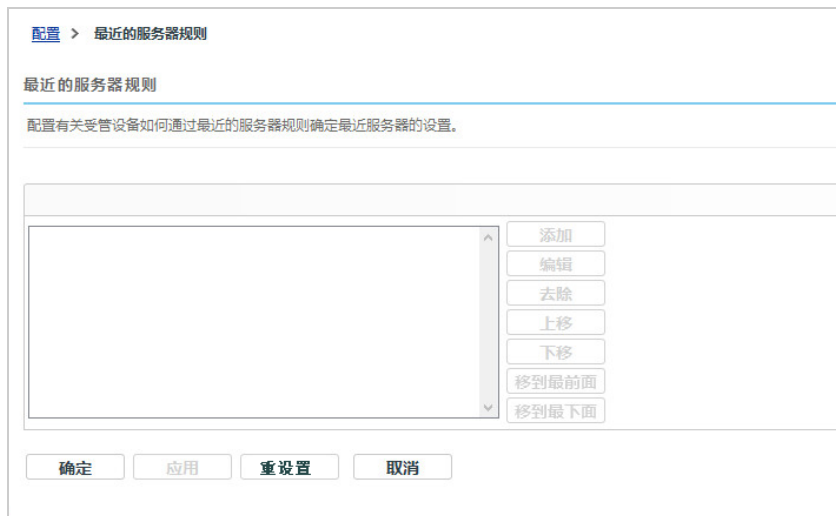 配置 > 最近的服务器规则
最近的服务器规则
配置有关受管设备如何通过最近的服务器规则确定最近服务器的设置。
添加
编辑
去除
上移
下移
移到最前面
移到最下面
确定 应用 重设置 取消